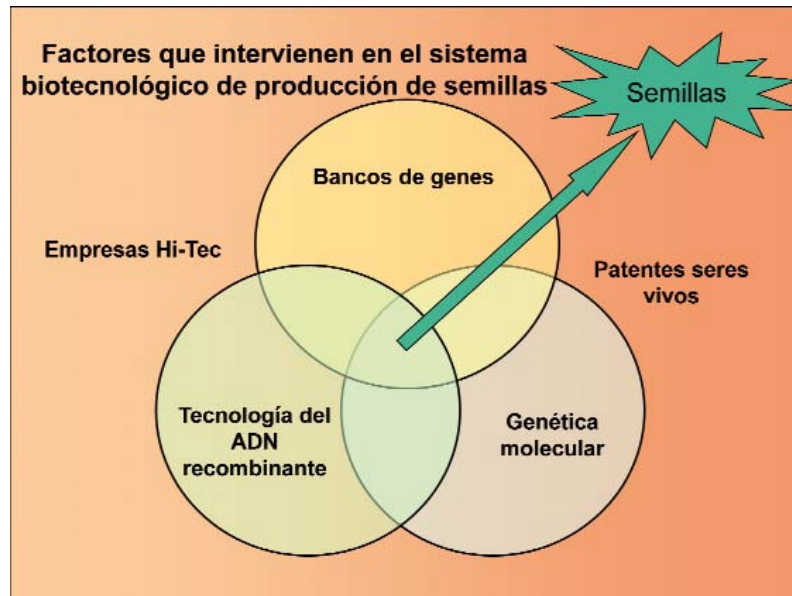 Factores que intervienen en el sistema
biotecnológico de producción de semillas
Semillas
Bancos de genes
Empresas Hi-Tec
Patentes seres
vivos
Tecnología del
ADN
recombinante
Genética
molecular